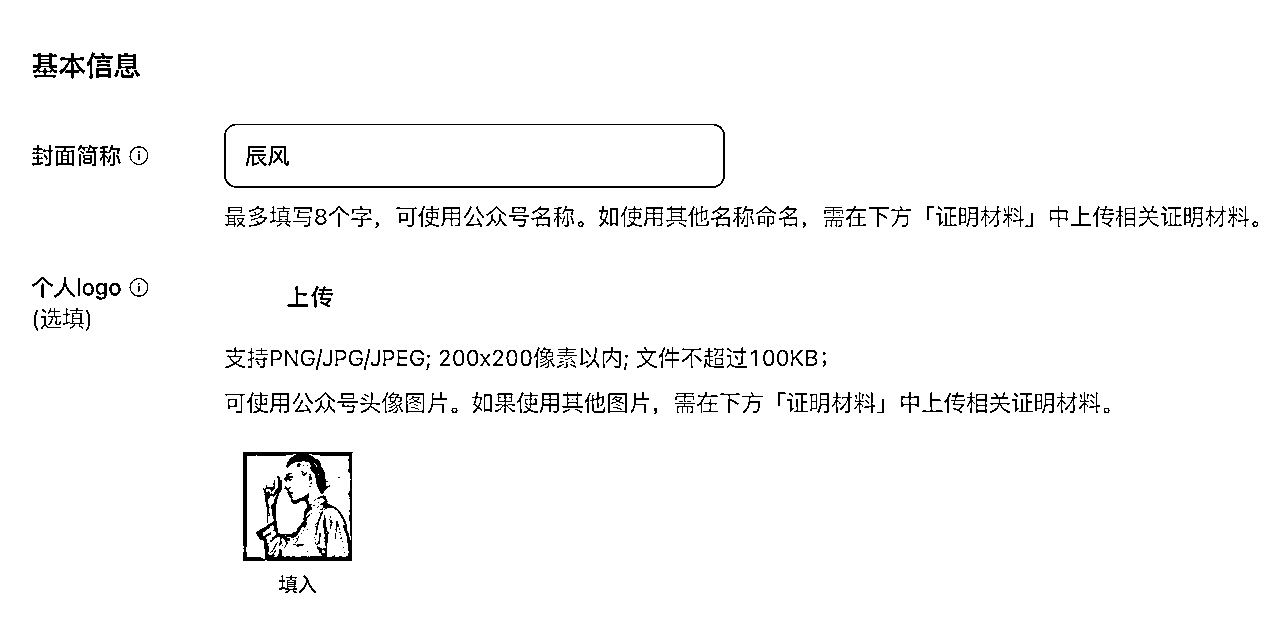 基本信息
封面简称
辰风
最多填写8个字，可使用公众号名称。如使用其他名称命名，需在下方「证明材料」中上传相关证明材料。
个人logo
(选填)
上传
支持PNG/JPG/JPEG; 200x200像素以内; 文件不超过100KB；
可使用公众号头像图片。如果使用其他图片，需在下方「证明材料」中上传相关证明材料。
填入